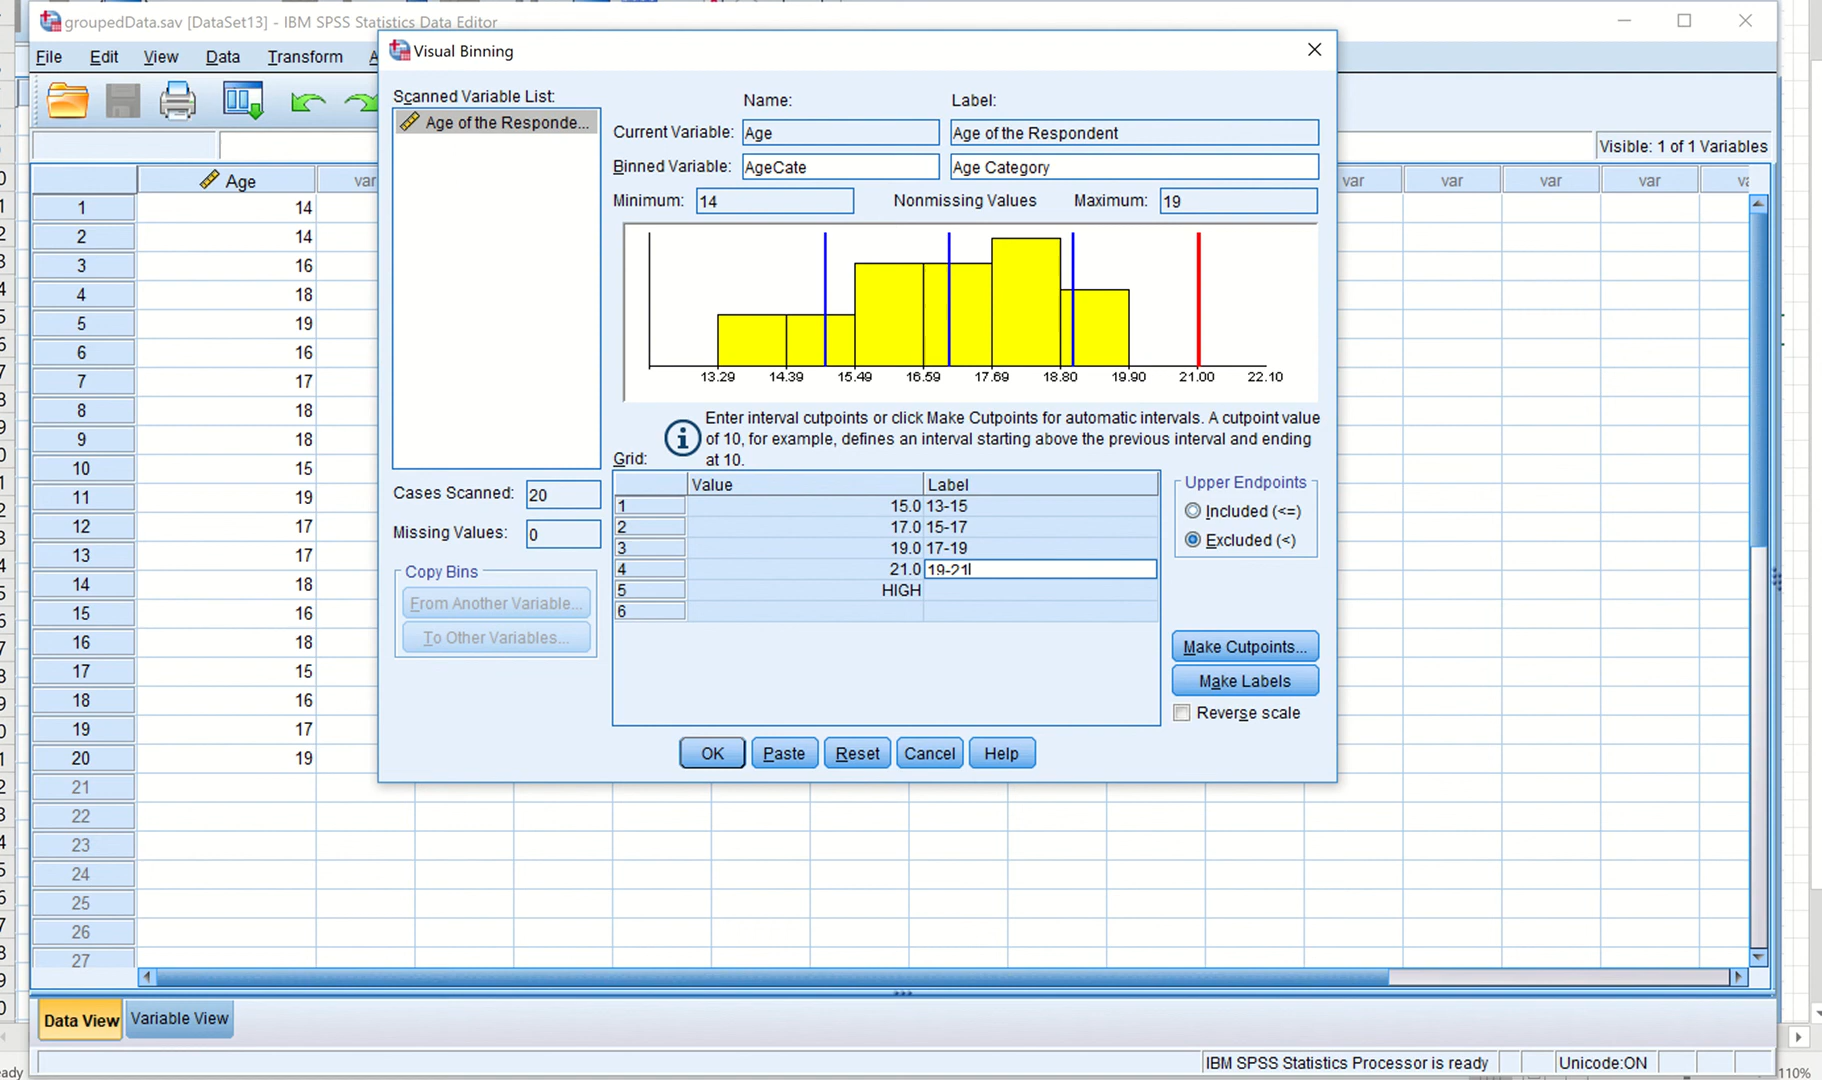 groupedData.sav [DataSet13] - IBM SPSS Statistics Data Editor
File Edit View Data Transform A
Visible: 1 of 1 Variables
Age var var var var var va
1 14
2 14
3 16
4 18
5 19
6 16
7 17
8 18
9 18
10 15
11 19
12 17
13 17
14 18
15 16
16 18
17 15
18 16
19 17
20 19
21
22
23
24
25
26
27
Visual Binning
Scanned Variable List:
Age of the Responde...
Cases Scanned: 20
Missing Values: 0
Copy Bins
From Another Variable...
To Other Variables...
Name: Label:
Current Variable: Age Age of the Respondent
Binned Variable: AgeCate Age Category
Minimum: 14 Nonmissing Values Maximum: 19
13.29 14.39 15.49 16.59 17.69 18.80 19.90 21.00 22.10
Enter interval cutpoints or click Make Cutpoints for automatic intervals. A cutpoint value
of 10, for example, defines an interval starting above the previous interval and ending
at 10.
Grid:
Value Label
1 15.0 13-15
2 17.0 15-17
3 19.0 17-19
4 21.0 19-21
5 HIGH
6
Upper Endpoints
Included (<=)
Excluded (<)
Make Cutpoints...
Make Labels
Reverse scale
OK Paste Reset Cancel Help
Data View Variable View
IBM SPSS Statistics Processor is ready Unicode:ON
110%